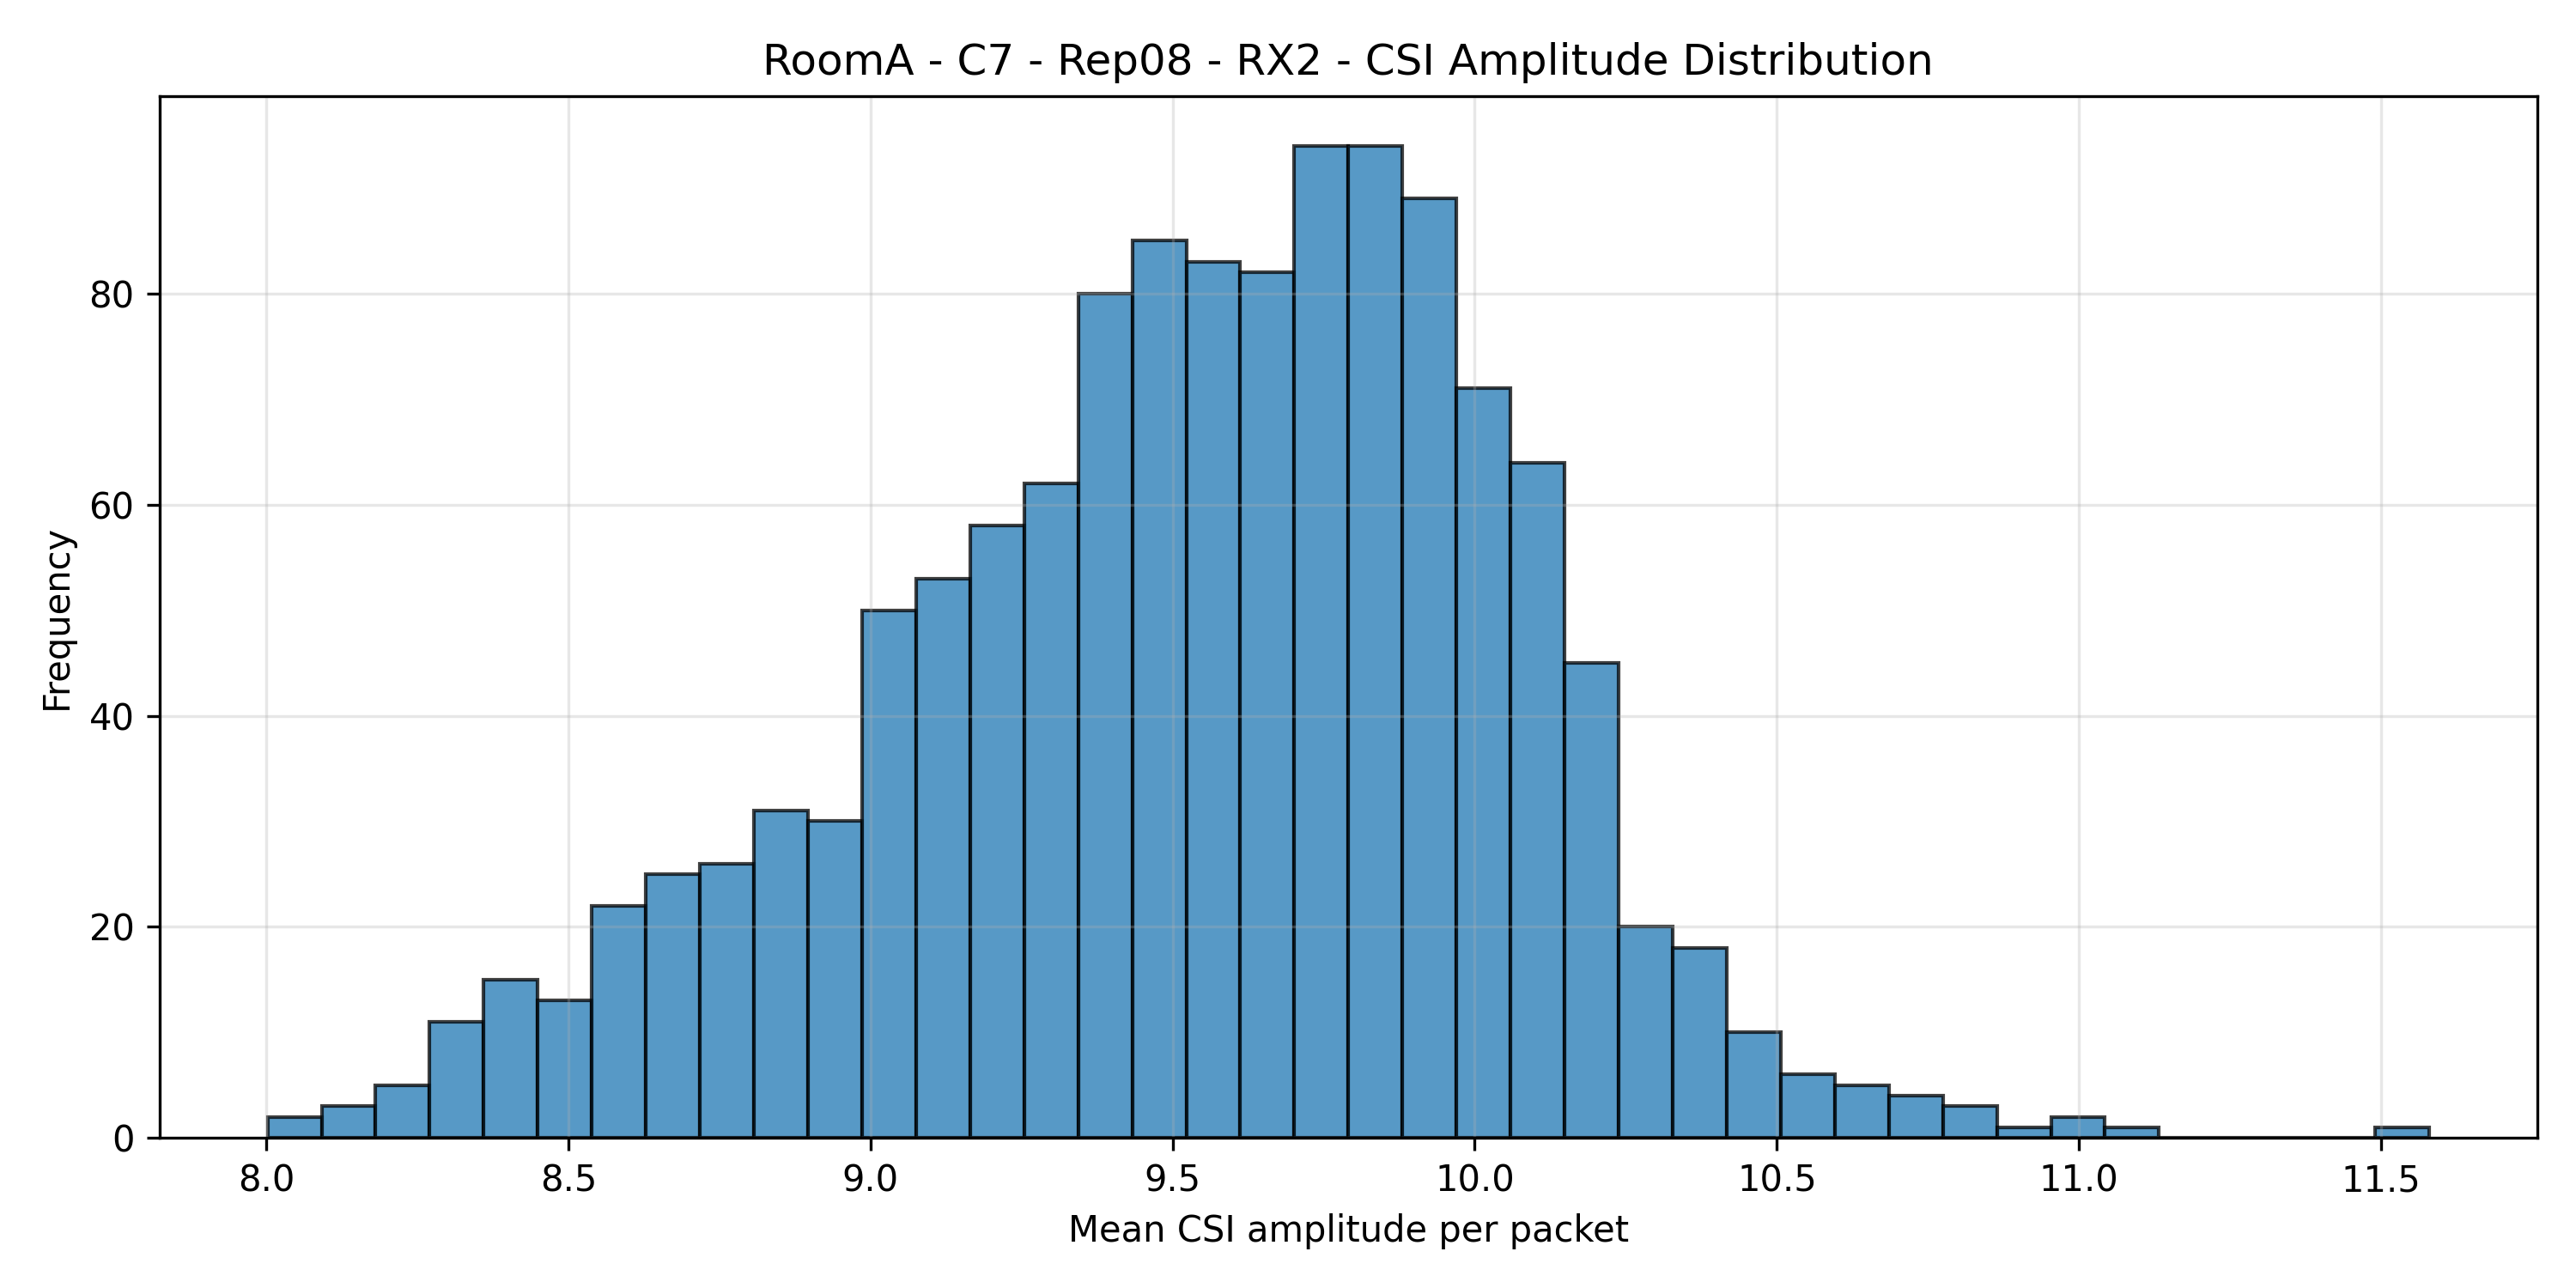 RoomA - C7 - Rep08 - RX2 - CSI Amplitude Distribution
Frequency
80
60
40
20
0
8.0 8.5 9.0 9.5 10.0 10.5 11.0 11.5
Mean CSI amplitude per packet